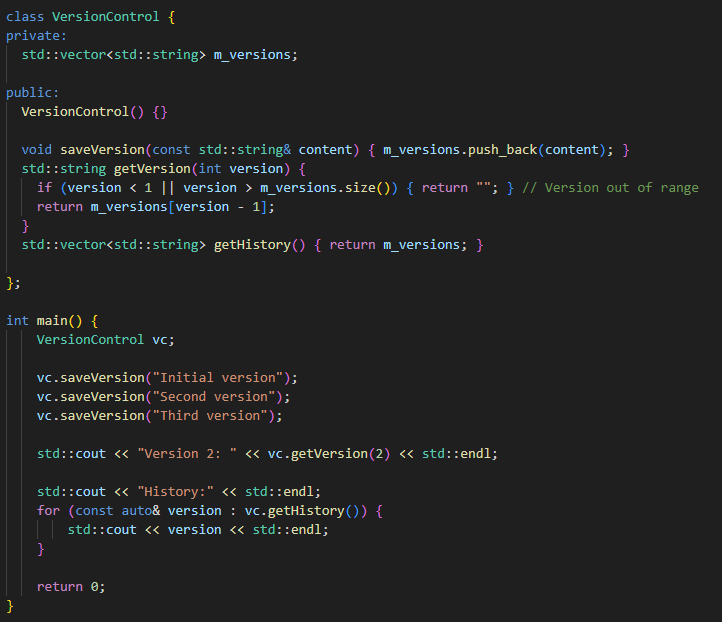 class VersionControl {
private:
  std::vector<std::string> m_versions;

public:
  VersionControl() {}

  void saveVersion(const std::string& content) { m_versions.push_back(content); }
  std::string getVersion(int version) {
    if (version < 1 || version > m_versions.size()) { return ""; } // Version out of range
    return m_versions[version - 1];
  }
  std::vector<std::string> getHistory() { return m_versions; }

};

int main() {
    VersionControl vc;

    vc.saveVersion("Initial version");
    vc.saveVersion("Second version");
    vc.saveVersion("Third version");

    std::cout << "Version 2: " << vc.getVersion(2) << std::endl;

    std::cout << "History:" << std::endl;
    for (const auto& version : vc.getHistory()) {
        std::cout << version << std::endl;
    }

    return 0;
}